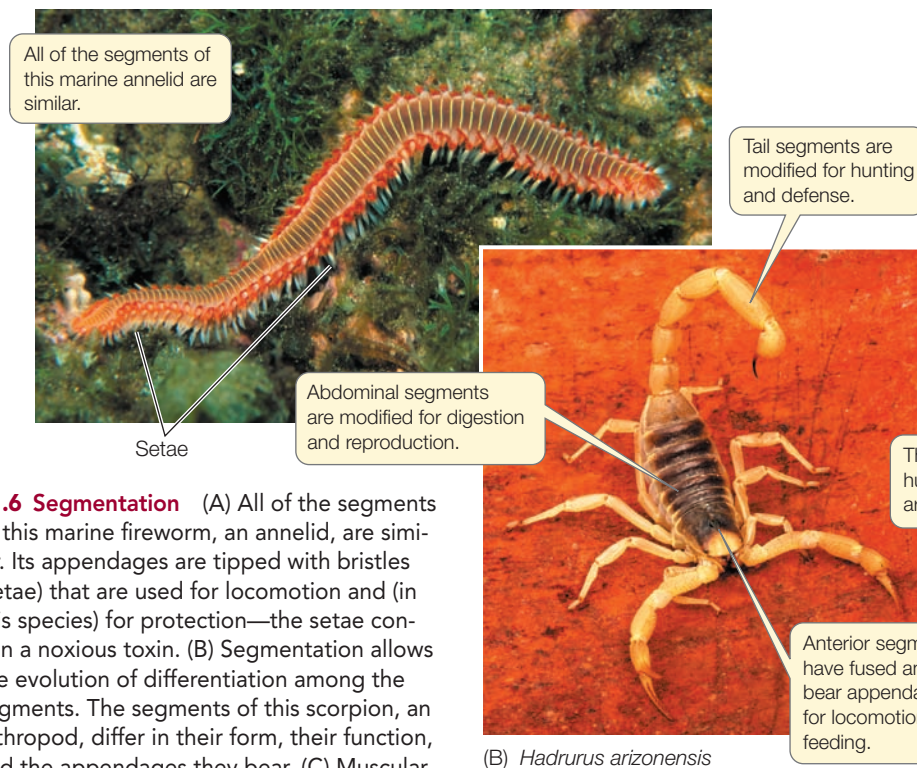 All of the segments of
this marine annelid are
similar.
Tail segments are
modified for hunting
and defense.
Abdominal segments
are modified for digestion
and reproduction.
Setae
.6 Segmentation (A) All of the segments
this marine fireworm, an annelid, are simi-
. Its appendages are tipped with bristles
etae) that are used for locomotion and (in
s species) for protection—the setae con-
n a noxious toxin. (B) Segmentation allows
e evolution of differentiation among the
gments. The segments of this scorpion, an
thropod, differ in their form, their function,
d the appendages they bear. (C) Muscular
Th
hu
an
Anterior segm
have fused an
bear appenda
for locomotio
feeding.
(B) Hadrurus arizonensis